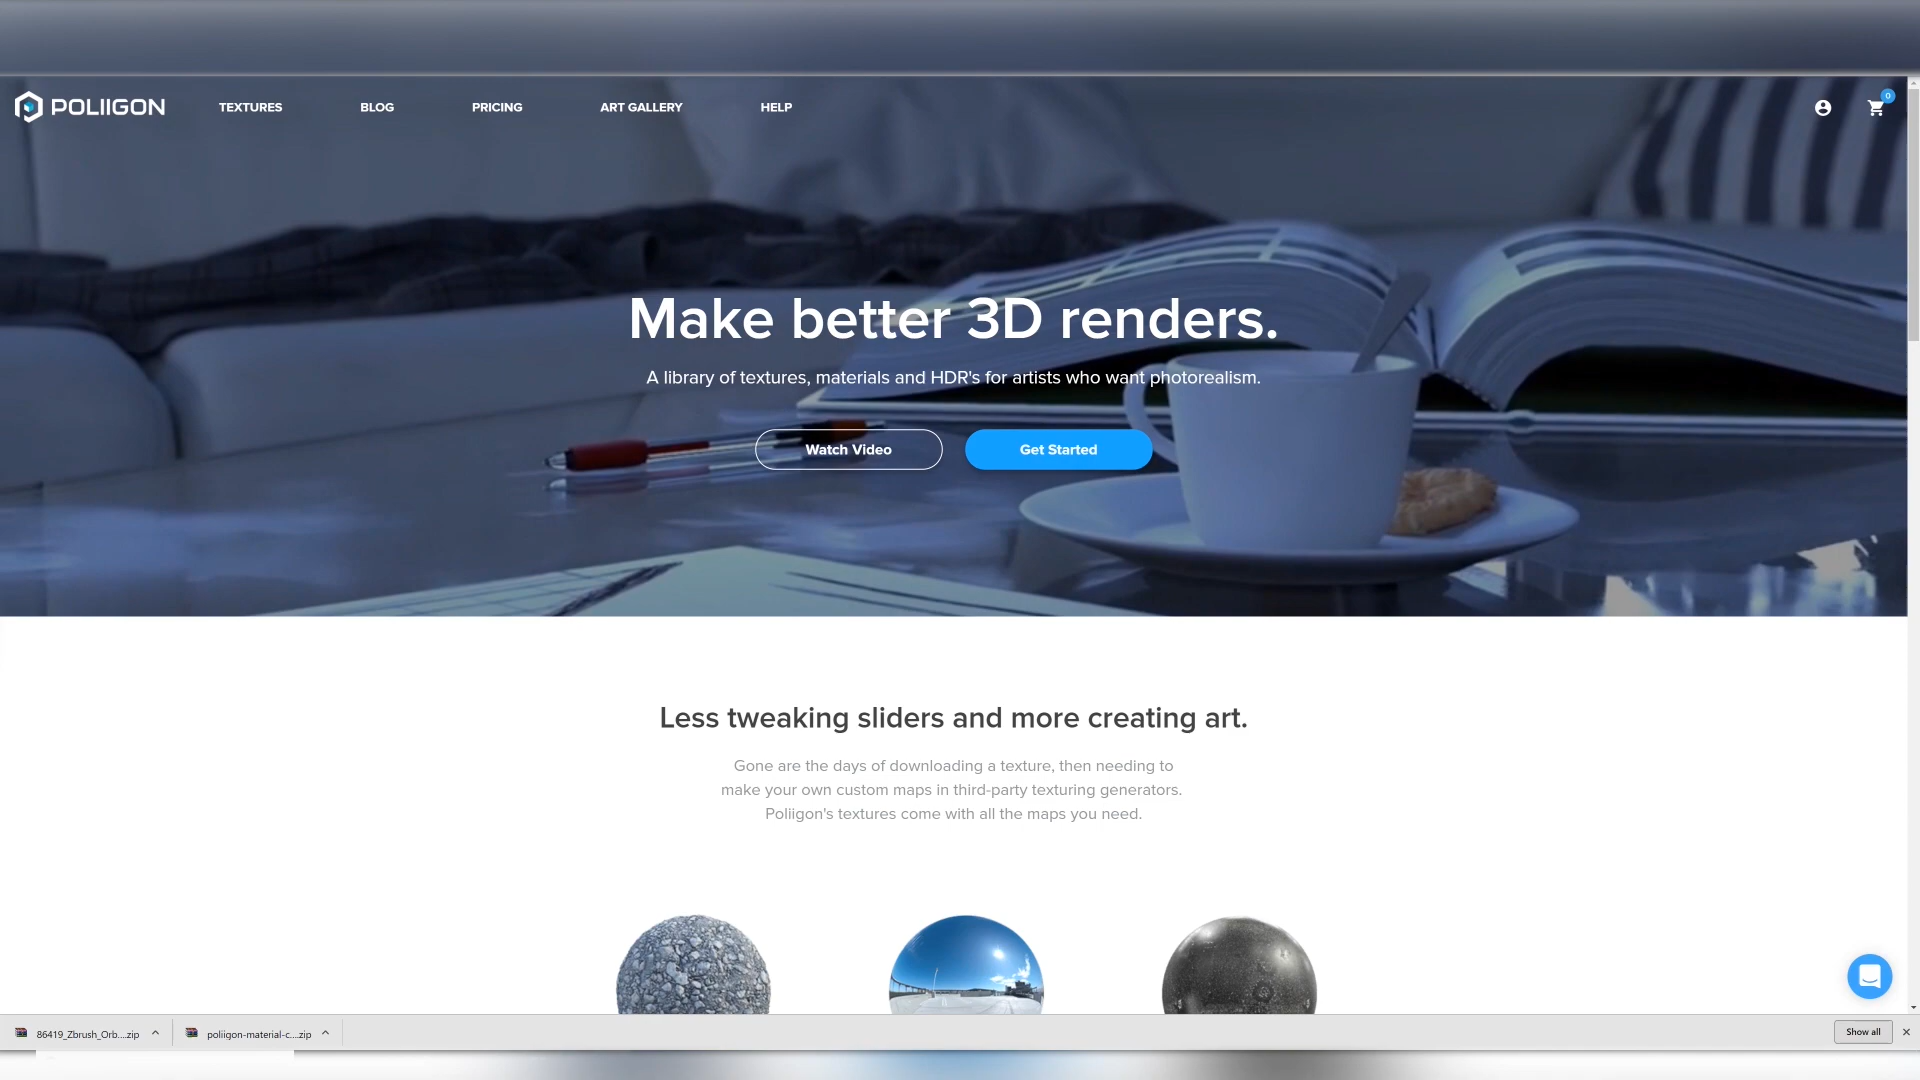 POLIIGON
TEXTURES
BLOG
PRICING
ART GALLERY
HELP
0
Make better 3D renders.
A library of textures, materials and HDR's for artists who want photorealism.
Watch Video
Get Started
Less tweaking sliders and more creating art.
Gone are the days of downloading a texture, then needing to
make your own custom maps in third-party texturing generators.
Poliigon's textures come with all the maps you need.
86419_Zbrush_Orb....zip
poliigon-material-c....zip
Show all